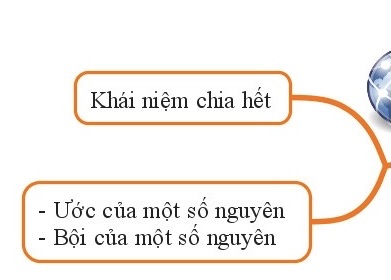 Khái niệm chia hết
- Ước của một số nguyên
- Bội của một số nguyên